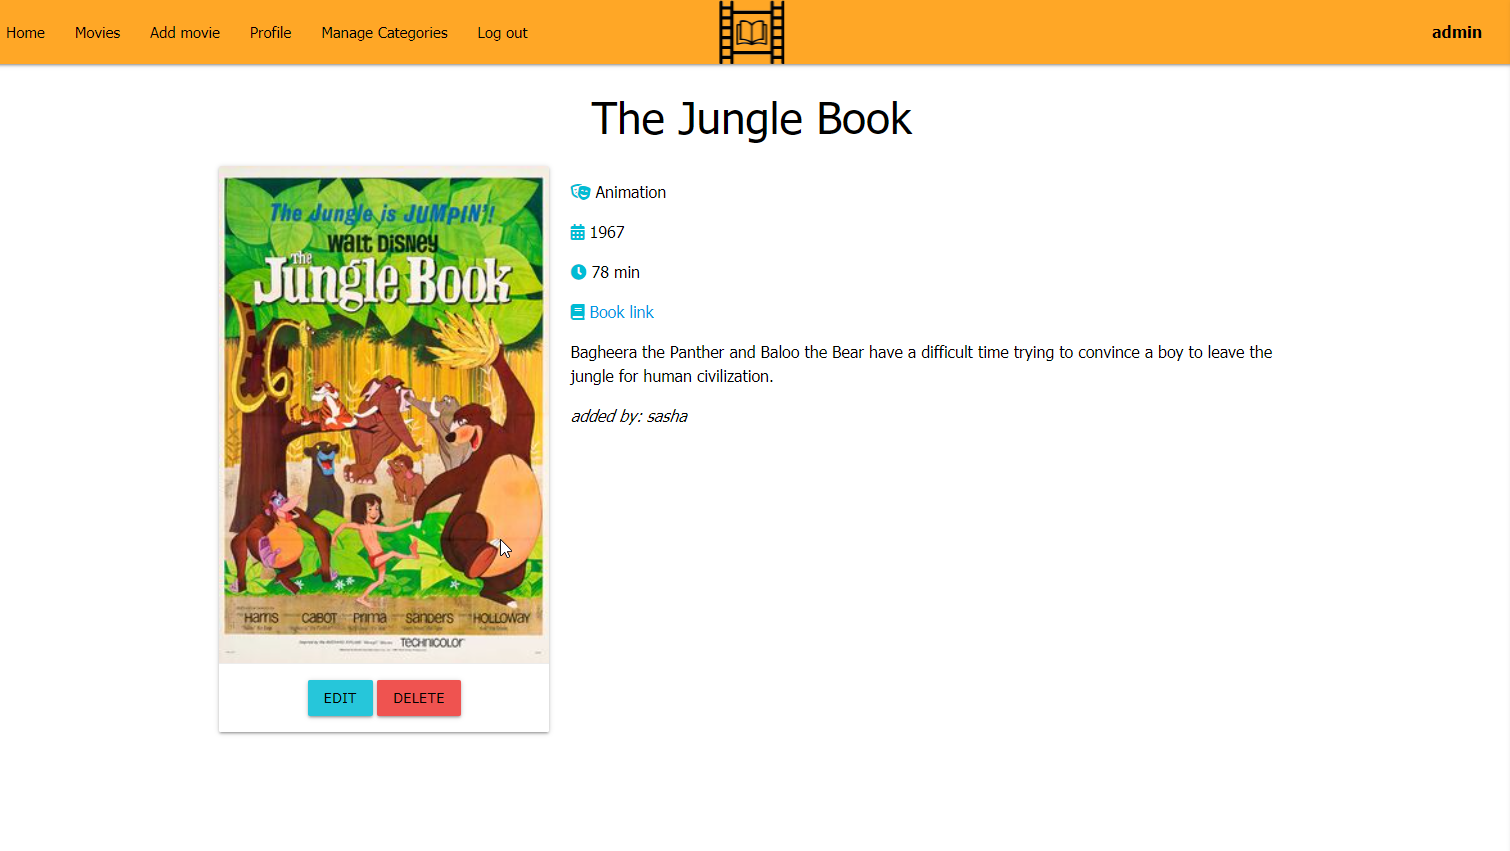 Home Movies Add movie Profile Manage Categories Log out admin
The Jungle Book
The Jungle is JUMPIN'!
WALT DISNEY
The
Jungle Book
HARRIS CABOT PRIMA SANDERS HOLLOWAY
TECHNICOLOR
EDIT DELETE
Animation
1967
78 min
Book link
Bagheera the Panther and Baloo the Bear have a difficult time trying to convince a boy to leave the
jungle for human civilization.
added by: sasha